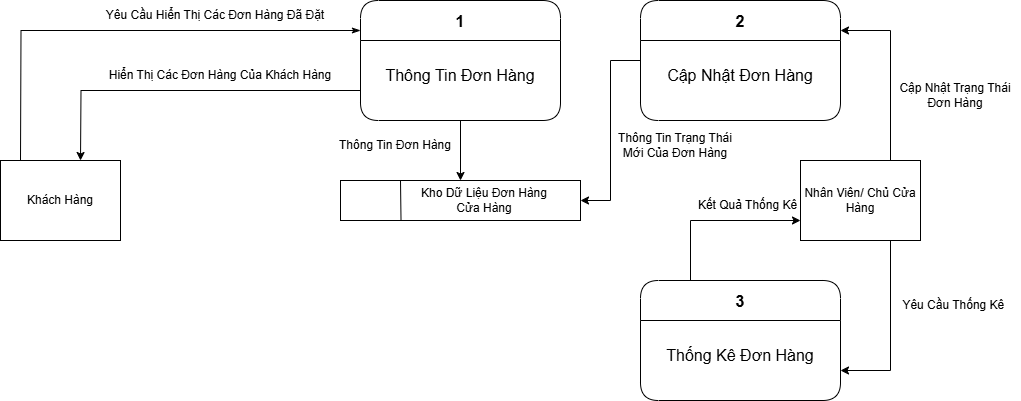 Yêu Cầu Hiển Thị Các Đơn Hàng Đã Đặt
1
Thông Tin Đơn Hàng
Hiển Thị Các Đơn Hàng Của Khách Hàng
2
Cập Nhật Đơn Hàng
Cập Nhật Trạng Thái
Đơn Hàng
Thông Tin Đơn Hàng
Thông Tin Trạng Thái
Mới Của Đơn Hàng
Khách Hàng
Kho Dữ Liệu Đơn Hàng
Cửa Hàng
Nhân Viên/ Chủ Cửa
Hàng
Kết Quả Thống Kê
3
Thống Kê Đơn Hàng
Yêu Cầu Thống Kê